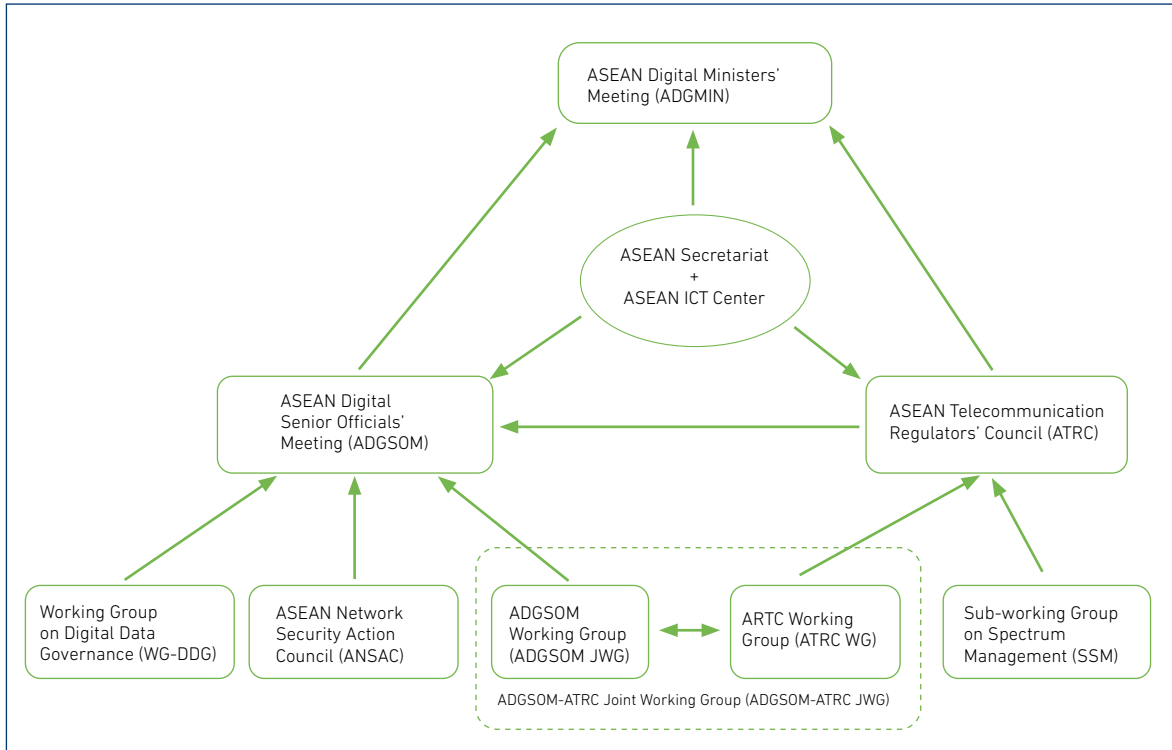 ASEAN Digital Ministers'
Meeting (ADGMIN)
ASEAN Secretariat
+
ASEAN ICT Center
ASEAN Digital
Senior Officials'
Meeting (ADGSOM)
ASEAN Telecommunication
Regulators' Council (ATRC)
Working Group
on Digital Data
Governance (WG-DDG)
ASEAN Network
Security Action
Council (ANSAC)
ADGSOM
Working Group
(ADGSOM JWG)
ARTC Working
Group (ATRC WG)
Sub-working Group
on Spectrum
Management (SSM)
ADGSOM-ATRC Joint Working Group (ADGSOM-ATRC JWG)